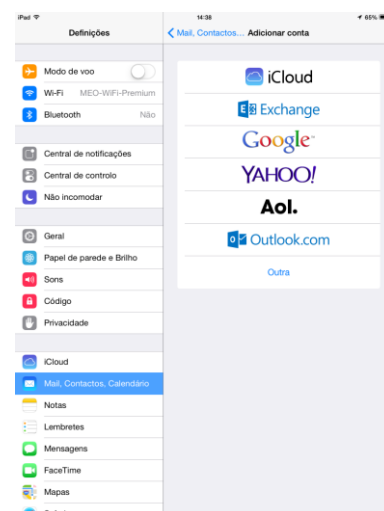 iPad 14:38 65%
Definições
Mail, Contactos... Adicionar conta
Modo de voo
Wi-Fi MEO-WiFi-Premium
Bluetooth Não
Central de notificações
Central de controlo
Não incomodar
Geral
Papel de parede e Brilho
Sons
Código
Privacidade
iCloud
Mail, Contactos, Calendário
Notas
Lembretes
Mensagens
FaceTime
Mapas
iCloud
Exchange
Google
YAHOO!
Aol.
Outlook.com
Outra